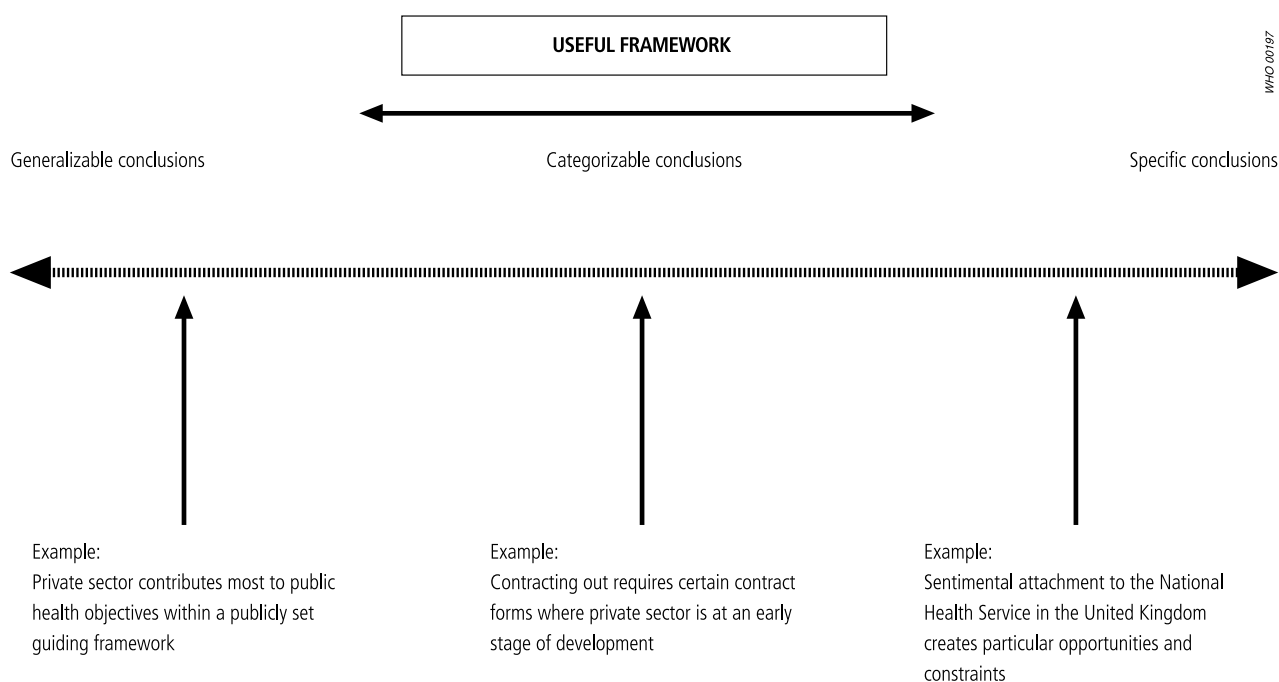 USEFUL FRAMEWORK
WHO 00197
Generalizable conclusions
Categorizable conclusions
Specific conclusions
Example:
Private sector contributes most to public
health objectives within a publicly set
guiding framework
Example:
Contracting out requires certain contract
forms where private sector is at an early
stage of development
Example:
Sentimental attachment to the National
Health Service in the United Kingdom
creates particular opportunities and
constraints